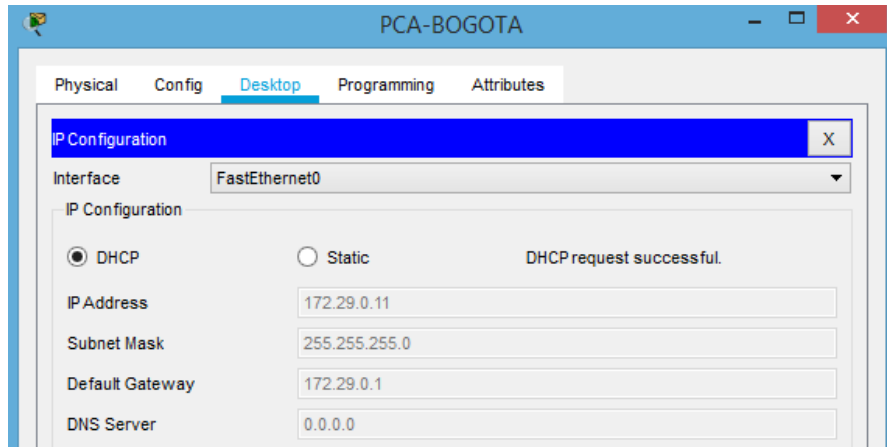 PCA-BOGOTA
Physical Config Desktop Programming Attributes
IP Configuration X
Interface FastEthernet0
IP Configuration
DHCP Static DHCP request successful.
IP Address 172.29.0.11
Subnet Mask 255.255.255.0
Default Gateway 172.29.0.1
DNS Server 0.0.0.0